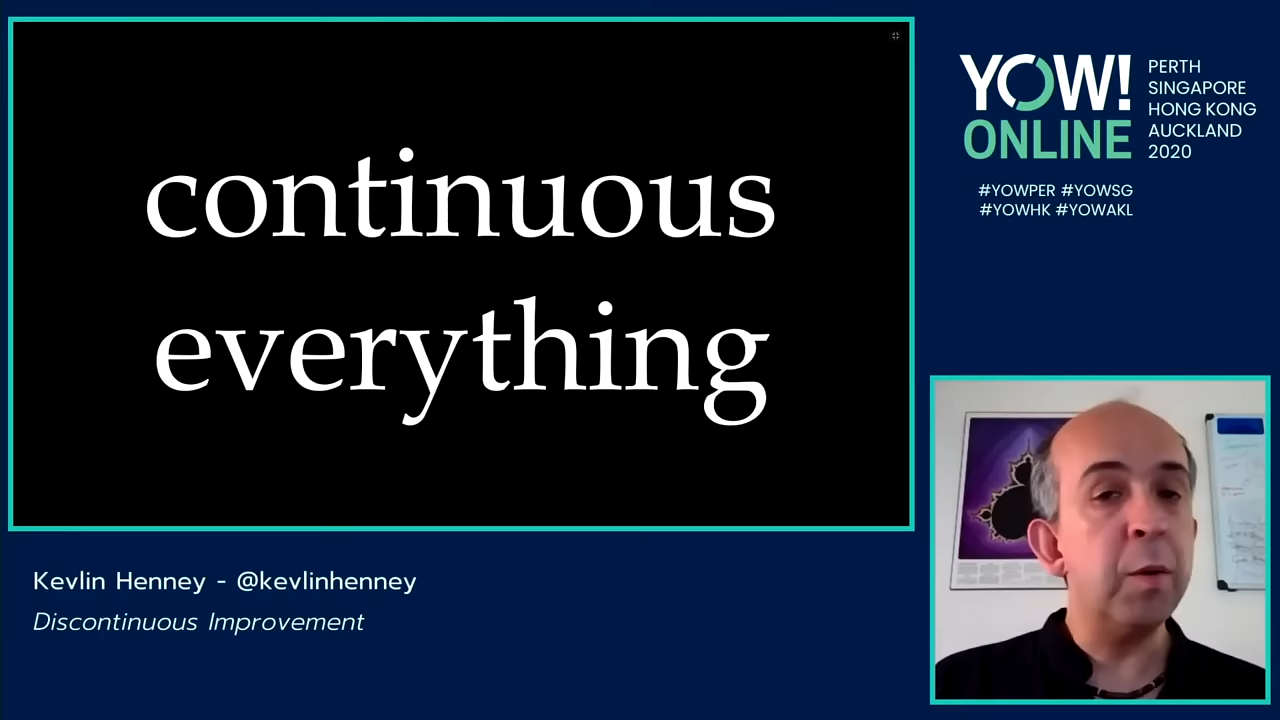 continuous
everything
YOW!
ONLINE
PERTH
SINGAPORE
HONG KONG
AUCKLAND
2020
#YOWPER #YOWSG
#YOWHK #YOWAKL
Kevlin Henney - @kevlinhenney
Discontinuous Improvement